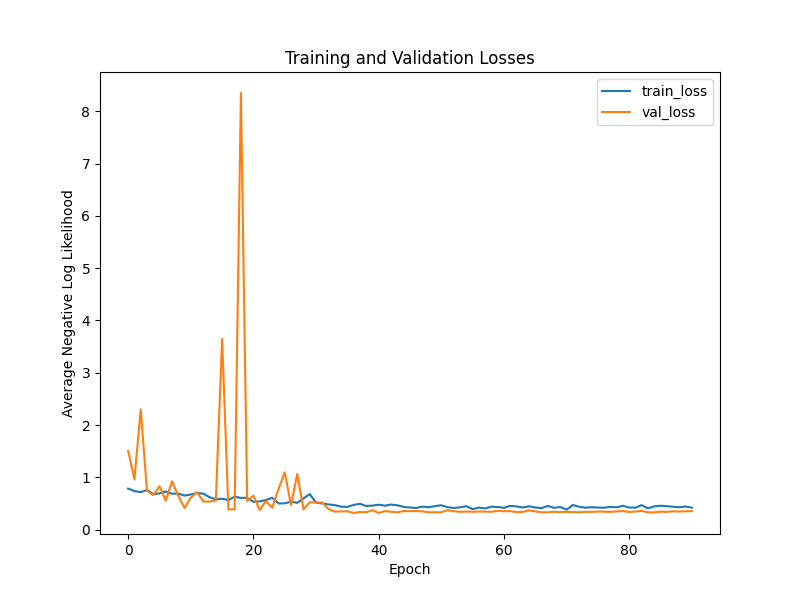 Training and Validation Losses
train_loss
val_loss
Average Negative Log Likelihood
8
7
6
5
4
3
2
1
0
0 20 40 60 80
Epoch